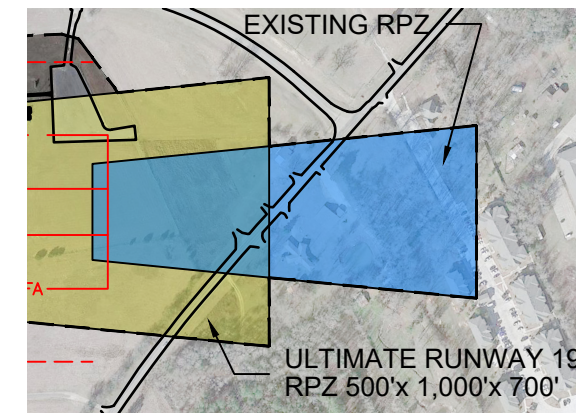 EXISTING RPZ
FA
ULTIMATE RUNWAY 19
RPZ 500'x 1,000'x 700'